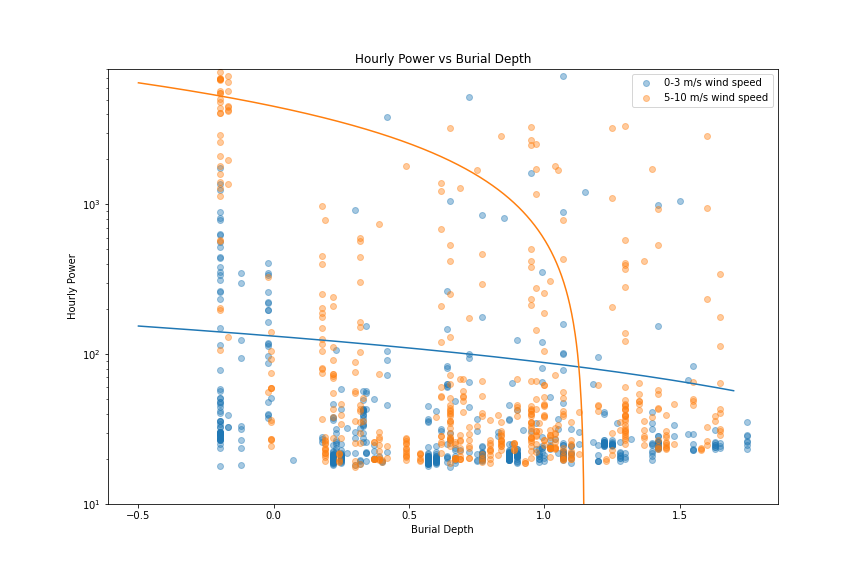 Hourly Power vs Burial Depth
0-3 m/s wind speed
5-10 m/s wind speed
Hourly Power
10³
10²
10¹
−0.5
0.0
0.5
1.0
1.5
Burial Depth